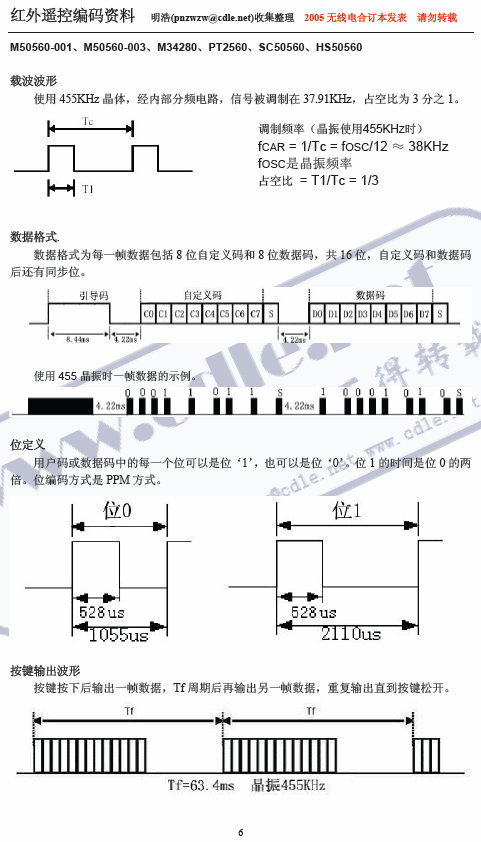 红外遥控编码资料 明浩(pnzwzw@cdle.net)收集整理 2005 无线电合订本发表 请勿转载
M50560-001、M50560-003、M34280、PT2560、SC50560、HS50560
载波波形
使用 455KHz 晶体，经内部分频电路，信号被调制在 37.91KHz，占空比为 3 分之 1。
Tc
T1
调制频率（晶振使用455KHz时）
fCAR = 1/Tc = fOSC/12 ≈ 38KHz
fOSC是晶振频率
占空比 = T1/Tc = 1/3
数据格式.
数据格式为每一帧数据包括 8 位自定义码和 8 位数据码，共 16 位，自定义码和数据码
后还有同步位。
引导码 自定义码 数据码
C0 C1 C2 C3 C4 C5 C6 C7 S D0 D1 D2 D3 D4 D5 D6 D7 S
8.44ms 4.22ms 4.22ms
使用 455 晶振时一帧数据的示例。
0 0 0 1 1 0 1 1 S 1 0 0 0 1 0 1 0 S
4.22ms 4.22ms
位定义
用户码或数据码中的每一个位可以是位‘1’，也可以是位‘0’。位 1 的时间是位 0 的两
倍。位编码方式是 PPM 方式。
位0 位1
528us 528us
1055us 2110us
按键输出波形
按键按下后输出一帧数据，Tf 周期后再输出另一帧数据，重复输出直到按键松开。
Tf Tf
Tf=63.4ms 晶振455KHz
6
www.cdle.net
cdle.net www.cdle.net